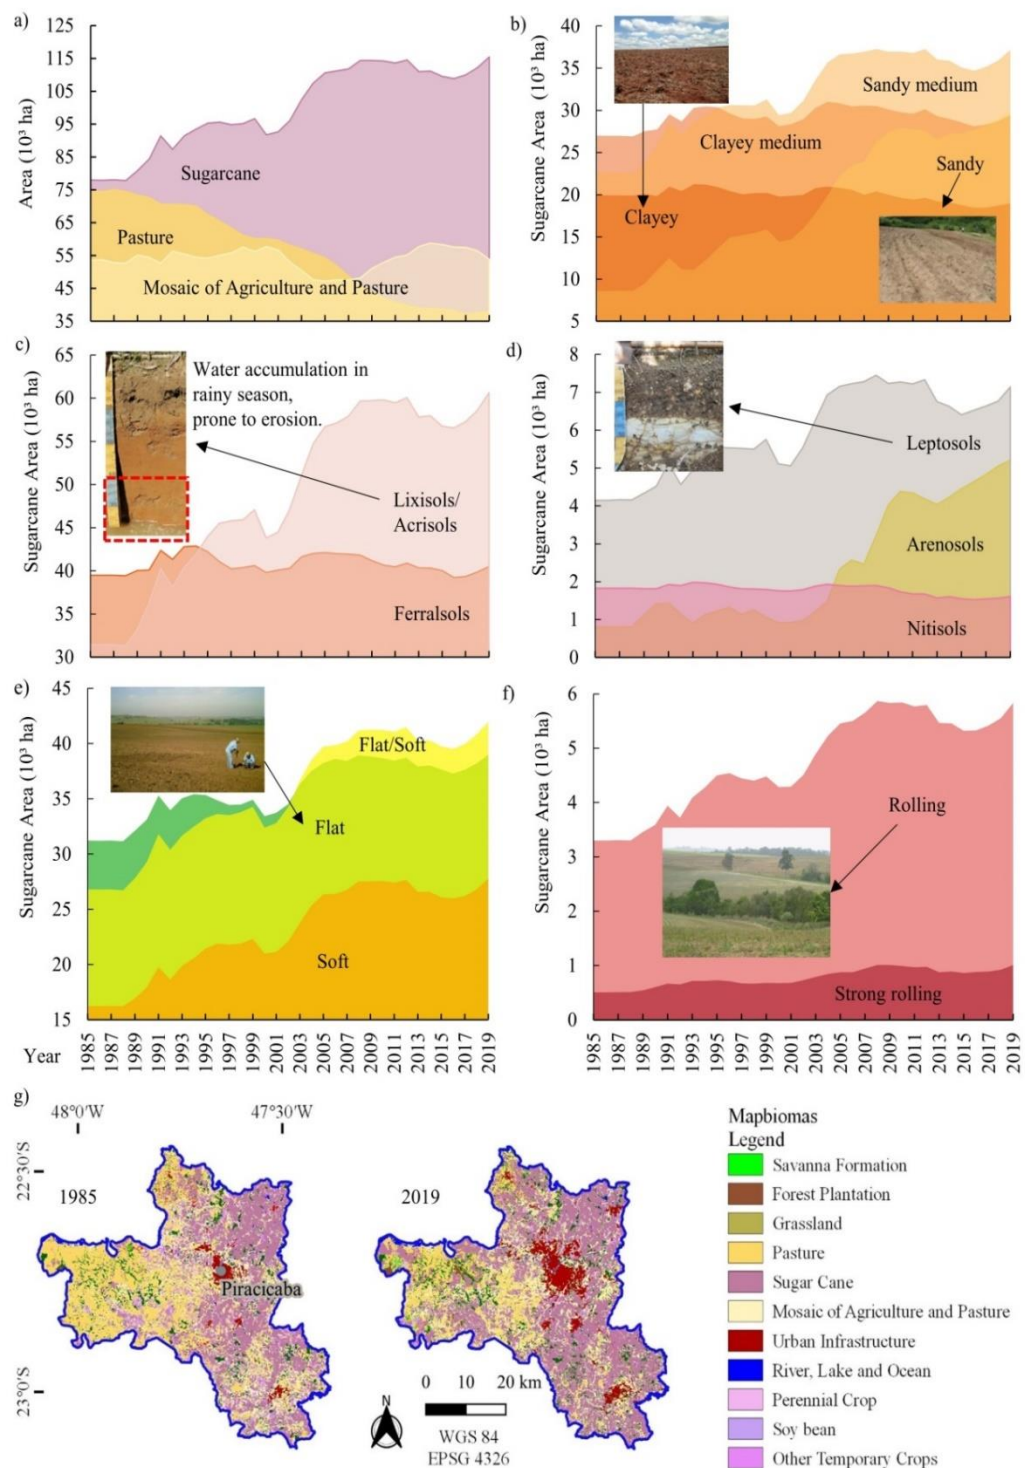 a)
Area (10³ ha)
125
115
105
95
85
75
65
55
45
35
Sugarcane
Pasture
Mosaic of Agriculture and Pasture
b)
Sugarcane Area (10³ ha)
40
35
30
25
20
15
10
5
Sandy medium
Clayey medium
Sandy
Clayey
c)
Sugarcane Area (10³ ha)
65
60
55
50
45
40
35
30
Water accumulation in
rainy season,
prone to erosion.
Lixisols/
Acrisols
Ferralsols
d)
Sugarcane Area (10³ ha)
8
7
6
5
4
3
2
1
0
Leptosols
Arenosols
Nitisols
e)
Sugarcane Area (10³ ha)
45
40
35
30
25
20
15
Flat/Soft
Flat
Soft
Year
1985
1987
1989
1991
1993
1995
1997
1999
2001
2003
2005
2007
2009
2011
2013
2015
2017
2019
f)
Sugarcane Area (10³ ha)
6
5
4
3
2
1
0
Rolling
Strong rolling
1985
1987
1989
1991
1993
1995
1997
1999
2001
2003
2005
2007
2009
2011
2013
2015
2017
2019
g)
48°0'W
47°30'W
22°30'S
23°0'S
1985
Piracicaba
2019
N
0 10 20 km
WGS 84
EPSG 4326
Mapbiomas
Legend
Savanna Formation
Forest Plantation
Grassland
Pasture
Sugar Cane
Mosaic of Agriculture and Pasture
Urban Infrastructure
River, Lake and Ocean
Perennial Crop
Soy bean
Other Temporary Crops